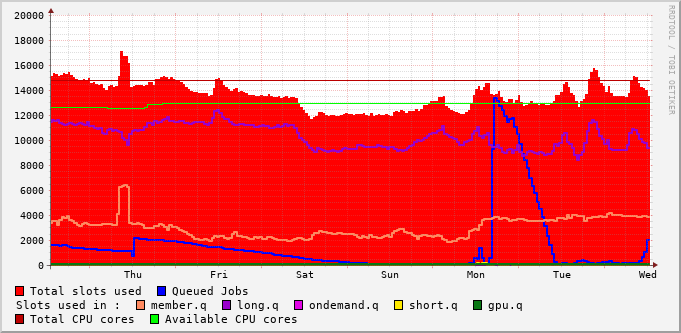 20000
18000
16000
14000
12000
10000
8000
6000
4000
2000
0
Thu Fri Sat Sun Mon Tue Wed
Total slots used Queued Jobs
Slots used in : member.q long.q ondemand.q short.q gpu.q
Total CPU cores Available CPU cores
RRDTOOL / TOBI OETIKER